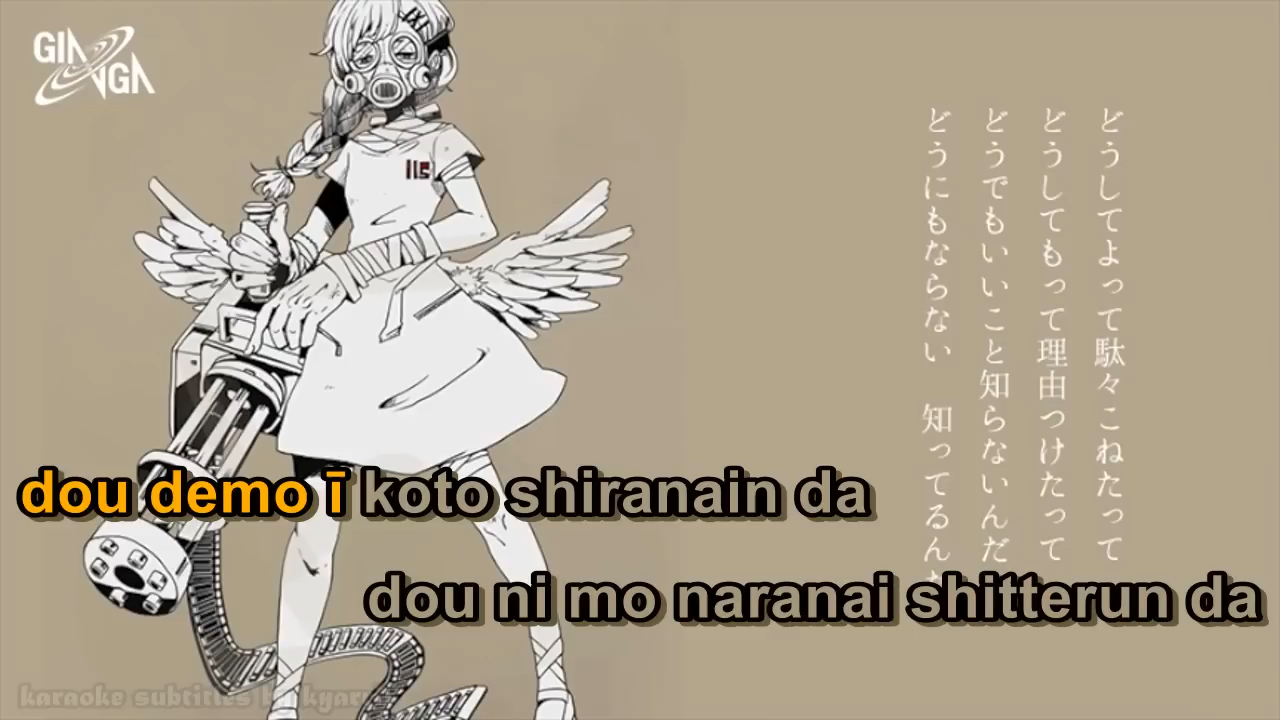 GINGA
どうしてよって駄々こねたって
どうしてもって理由つけたって
どうでもいいこと知らないんだ
どうにもならない 知ってるん
dou demo ī koto shiranain da
dou ni mo naranai shitterun da
karaoke subtitles